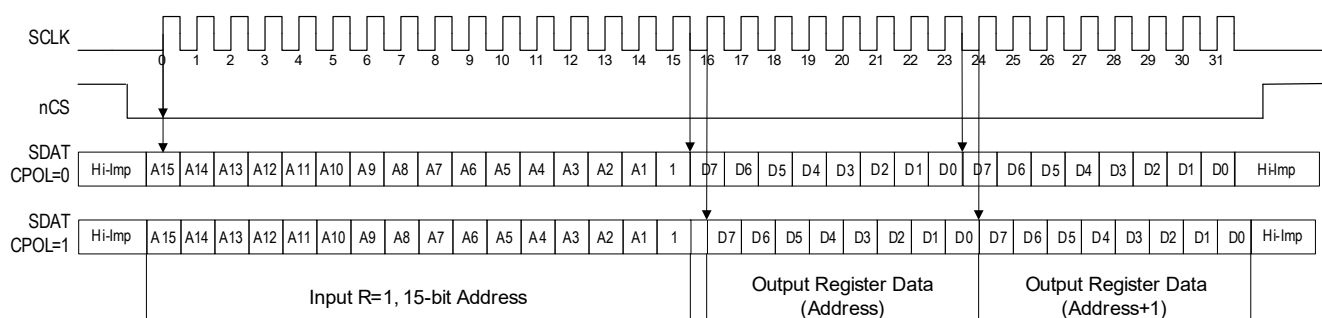 SCLK
0 1 2 3 4 5 6 7 8 9 10 11 12 13 14 15 16 17 18 19 20 21 22 23 24 25 26 27 28 29 30 31
nCS
SDAT
CPOL=0
Hi-Imp A15 A14 A13 A12 A11 A10 A9 A8 A7 A6 A5 A4 A3 A2 A1 1 D7 D6 D5 D4 D3 D2 D1 D0 D7 D6 D5 D4 D3 D2 D1 D0 Hi-Imp
SDAT
CPOL=1
Hi-Imp A15 A14 A13 A12 A11 A10 A9 A8 A7 A6 A5 A4 A3 A2 A1 1 D7 D6 D5 D4 D3 D2 D1 D0 D7 D6 D5 D4 D3 D2 D1 D0 Hi-Imp
Input R=1, 15-bit Address
Output Register Data
(Address)
Output Register Data
(Address+1)